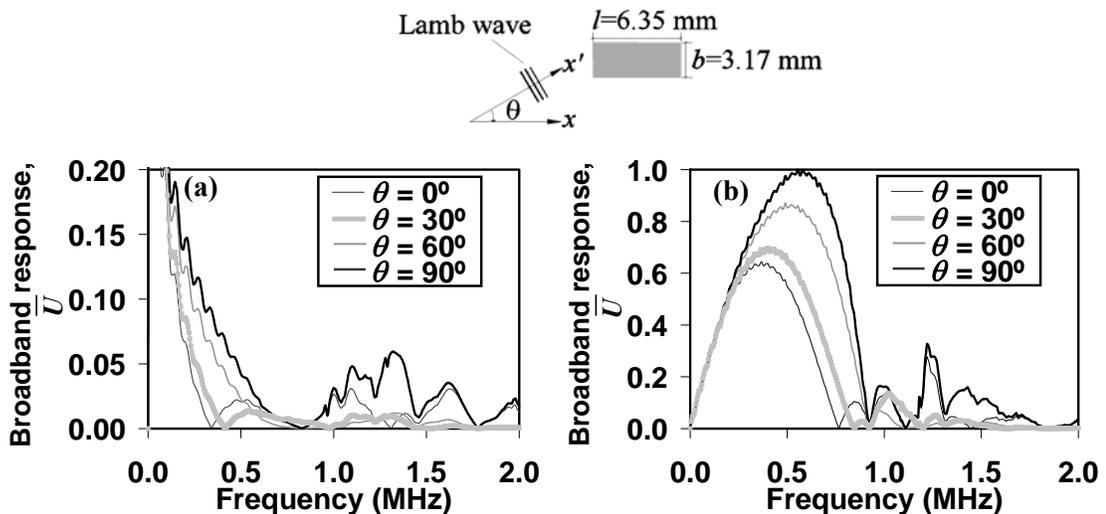 l=6.35 mm
Lamb wave
x'
b=3.17 mm
θ
x
(a)
Broadband response, U̅
0.20
0.15
0.10
0.05
0.00
θ = 0º
θ = 30º
θ = 60º
θ = 90º
0.0 0.5 1.0 1.5 2.0
Frequency (MHz)
(b)
Broadband response, U̅
1.0
0.8
0.6
0.4
0.2
0.0
θ = 0º
θ = 30º
θ = 60º
θ = 90º
0.0 0.5 1.0 1.5 2.0
Frequency (MHz)